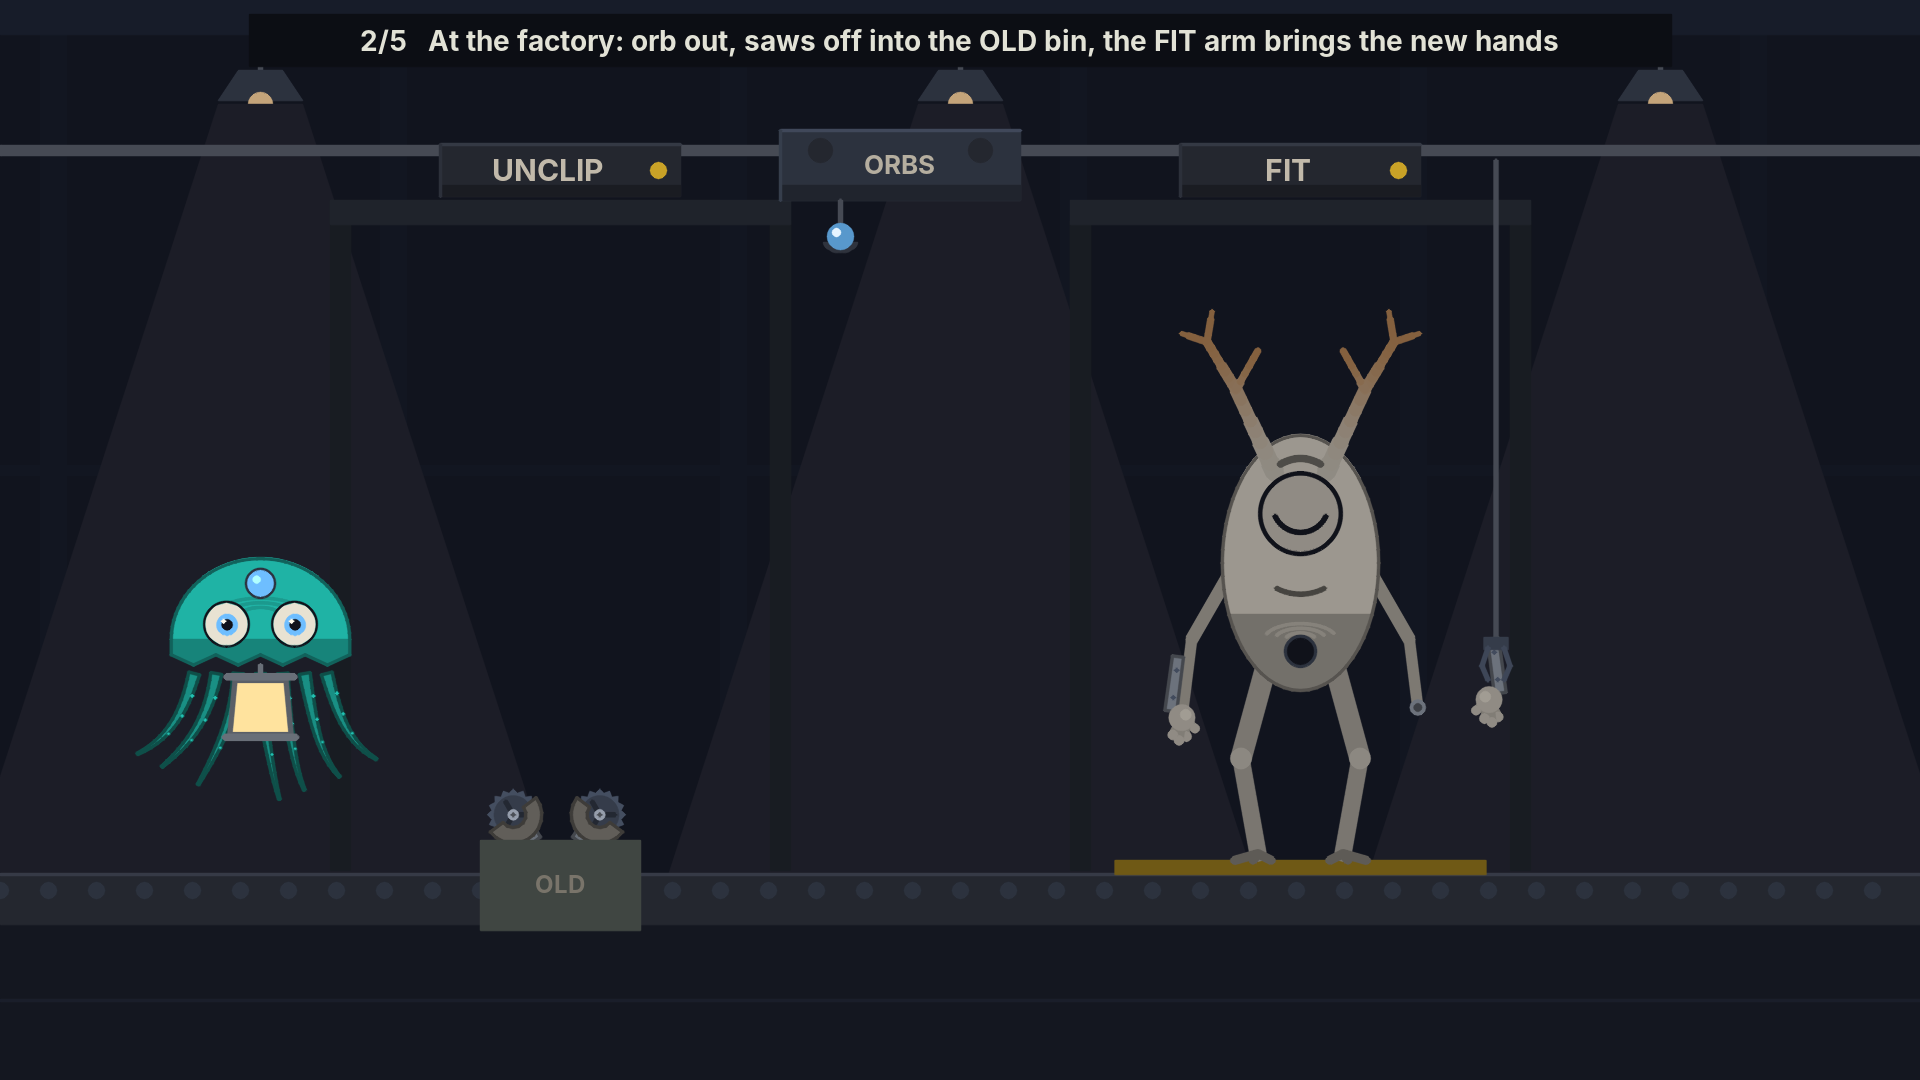 2/5 At the factory: orb out, saws off into the OLD bin, the FIT arm brings the new hands
UNCLIP
ORBS
FIT
OLD